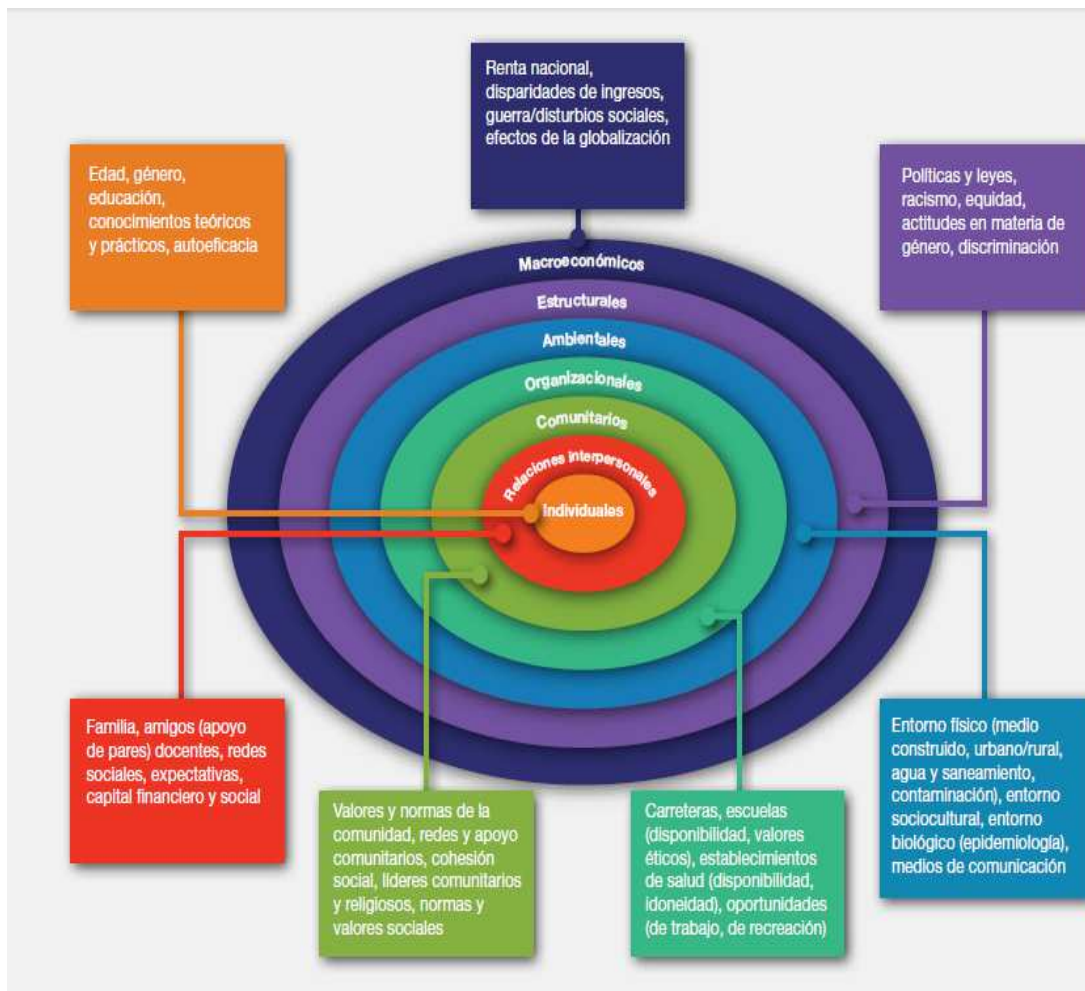 Renta nacional,
disparidades de ingresos,
guerra/disturbios sociales,
efectos de la globalización
Edad, género,
educación,
conocimientos teóricos
y prácticos, autoeficacia
Políticas y leyes,
racismo, equidad,
actitudes en materia de
género, discriminación
Macroeconómicos
Estructurales
Ambientales
Organizacionales
Comunitarios
Relaciones interpersonales
Individuales
Familia, amigos (apoyo
de pares) docentes, redes
sociales, expectativas,
capital financiero y social
Valores y normas de la
comunidad, redes y apoyo
comunitarios, cohesión
social, líderes comunitarios
y religiosos, normas y
valores sociales
Carreteras, escuelas
(disponibilidad, valores
éticos), establecimientos
de salud (disponibilidad,
idoneidad), oportunidades
(de trabajo, de recreación)
Entorno físico (medio
construido, urbano/rural,
agua y saneamiento,
contaminación), entorno
sociocultural, entorno
biológico (epidemiología),
medios de comunicación